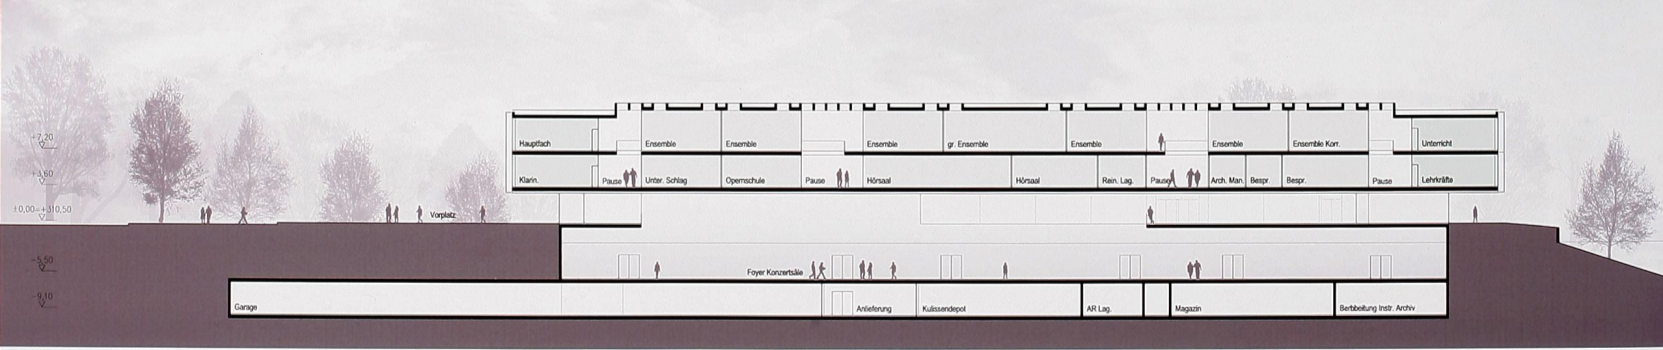 +7,20
Hauptfach
Ensemble
Ensemble
Ensemble
gr. Ensemble
Ensemble
Ensemble
Ensemble Korr.
Unterricht
+3,60
Klarin.
Pause
Unter. Schlag
Opernschule
Pause
Hörsaal
Hörsaal
Rein. Lag.
Pause
Arch. Man.
Bespr.
Bespr.
Pause
Lehrkräfte
±0,00=+310,50
Vorplatz
-5,50
Foyer Konzertsäle
-9,10
Garage
Anlieferung
Kulissendepot
AR Lag.
Magazin
Berbbeitung Instr. Archiv